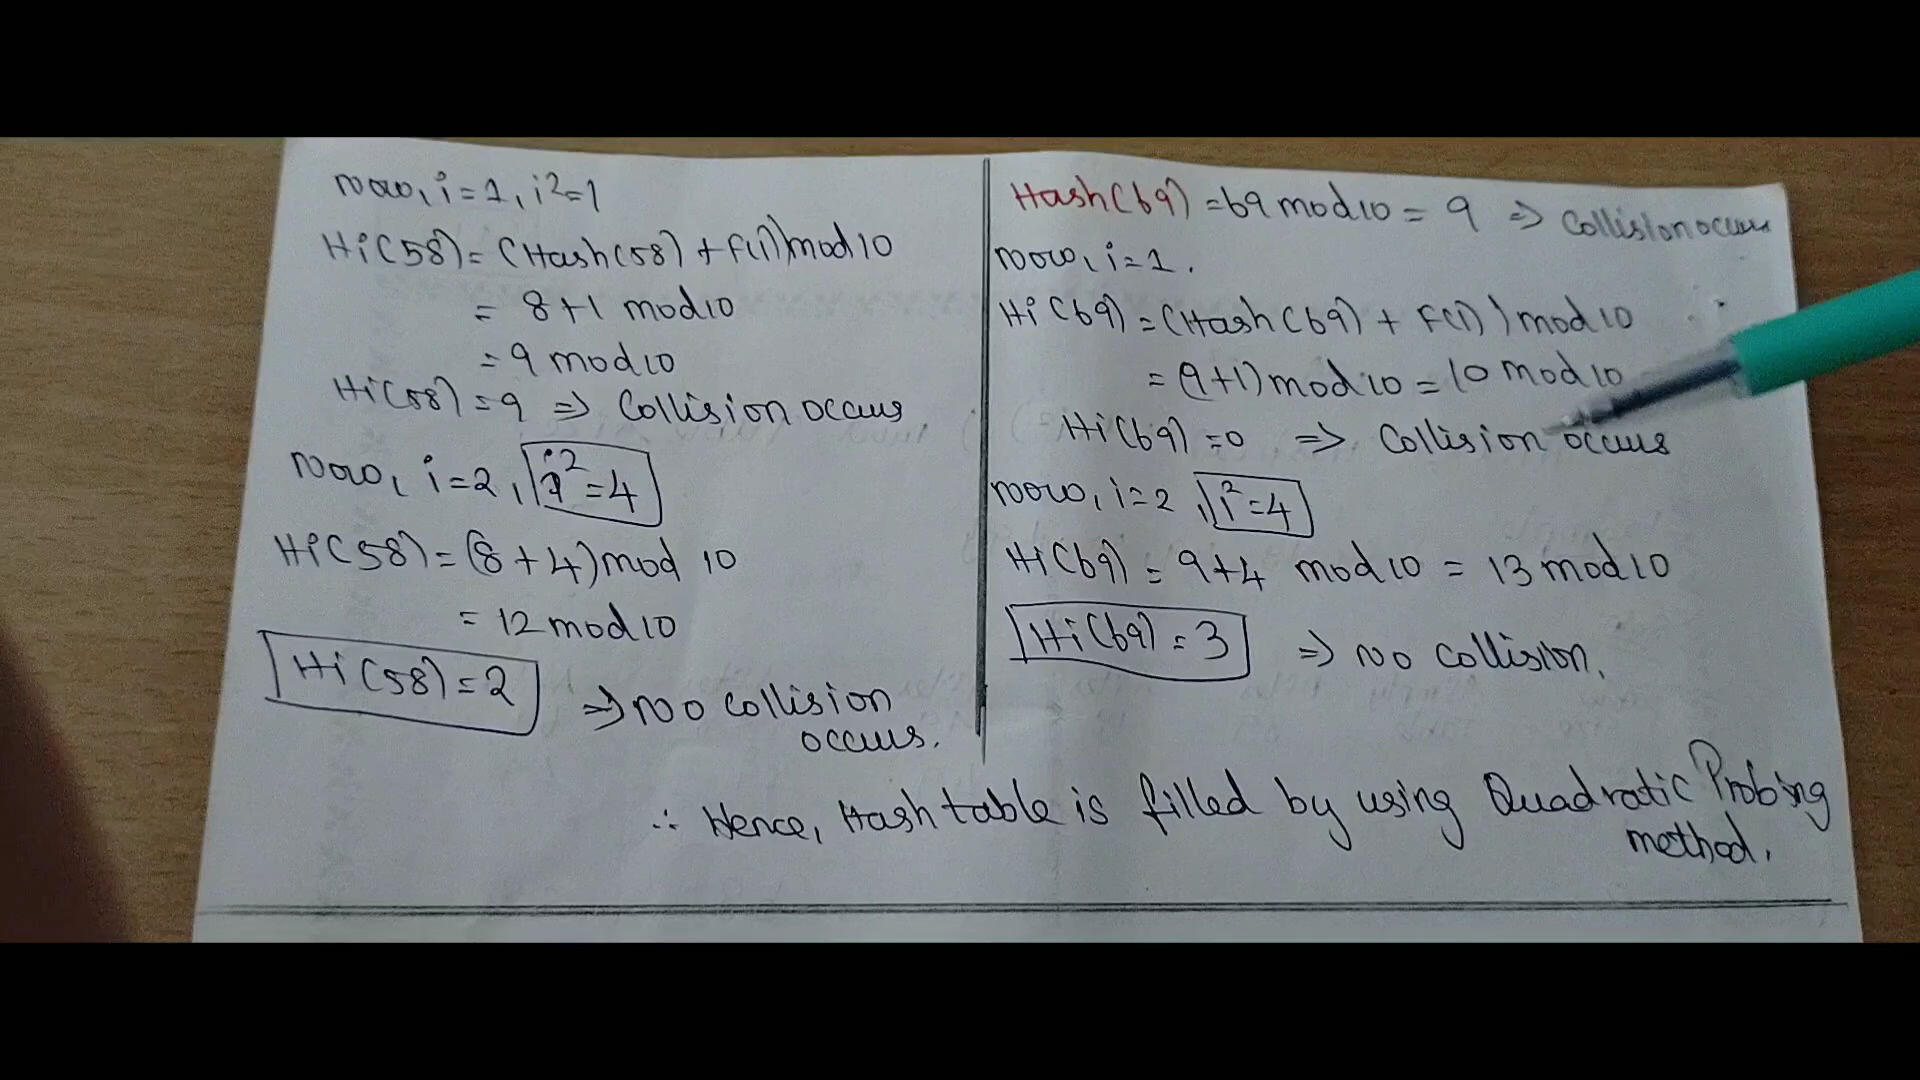 now, i=1, i²=1
Hi(58)= (Hash(58) + F(1)) mod 10
= 8+1 mod 10
= 9 mod 10
Hi(58)=9 ⇒ Collision occurs
now, i=2, i²=4
Hi(58)= (8+4) mod 10
= 12 mod 10
Hi(58)=2 ⇒ no collision
occurs.
Hash(69) = 69 mod 10 = 9 ⇒ Collision occurs
now, i=1.
Hi(69) = (Hash(69) + F(1)) mod 10
= (9+1) mod 10 = 10 mod 10
Hi(69)=0 ⇒ Collision occurs
now, i=2, i²=4
Hi(69) = 9+4 mod 10 = 13 mod 10
Hi(69)=3 ⇒ no collision.
∴ Hence, Hash table is filled by using Quadratic Probing
method.